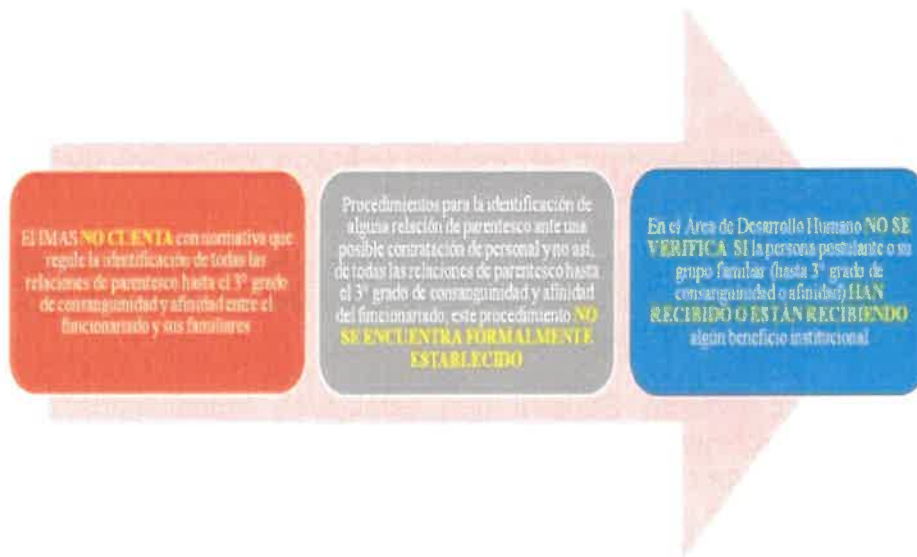 El IMAS NO CUENTA con normativa que
regule la identificación de todas las
relaciones de parentesco hasta el 3° grado
de consanguinidad y afinidad entre el
funcionariado y sus familiares
Procedimientos para la identificación de
alguna relación de parentesco ante una
posible contratación de personal y no así,
de todas las relaciones de parentesco hasta
el 3° grado de consanguinidad y afinidad
del funcionariado, este procedimiento NO
SE ENCUENTRA FORMALMENTE
ESTABLECIDO
En el Área de Desarrollo Humano NO SE
VERIFICA SI la persona postulante o su
grupo familiar (hasta 3° grado de
consanguinidad o afinidad) HAN
RECIBIDO O ESTÁN RECIBIENDO
algún beneficio institucional